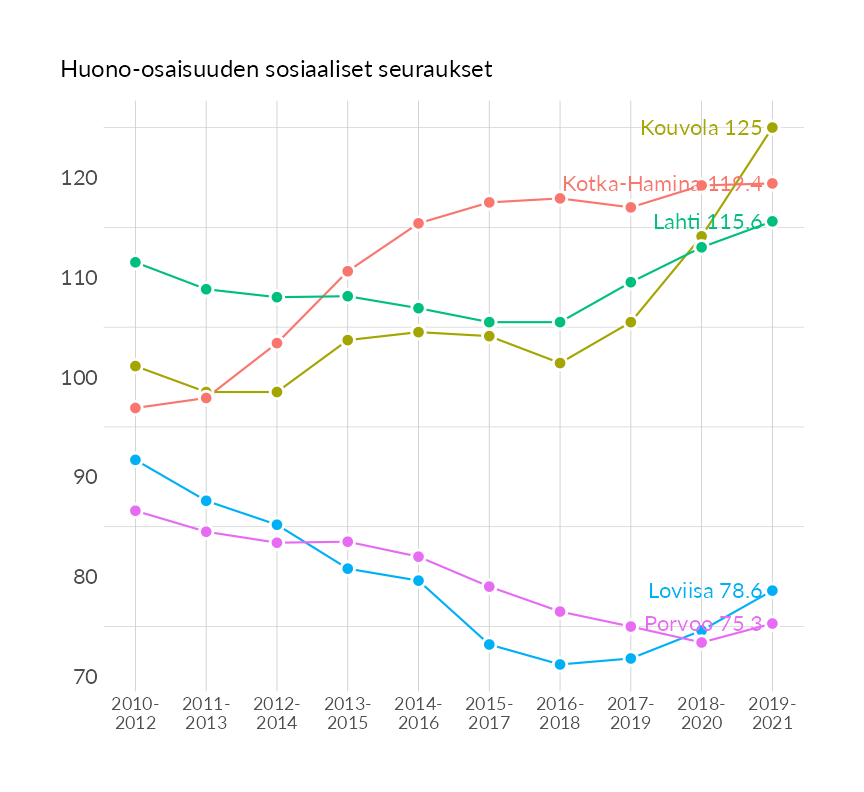 Huono-osaisuuden sosiaaliset seuraukset
Kouvola 125
120
Kotka-Hamina 119.4
Lahti 115.6
110
100
90
80
Loviisa 78.6
Porvoo 75.3
70
2010- 2011- 2012- 2013- 2014- 2015- 2016- 2017- 2018- 2019-
2012 2013 2014 2015 2016 2017 2018 2019 2020 2021